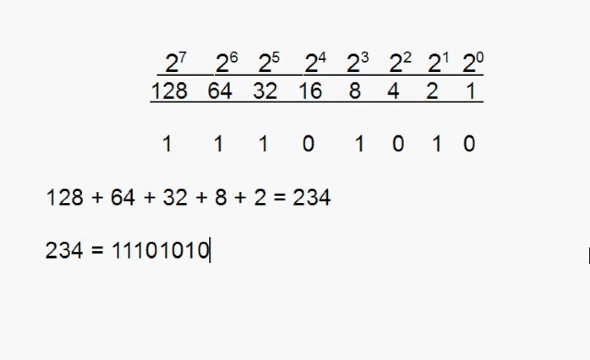 2⁷ 2⁶ 2⁵ 2⁴ 2³ 2² 2¹ 2⁰
128 64 32 16 8 4 2 1
1 1 1 0 1 0 1 0
128 + 64 + 32 + 8 + 2 = 234
234 = 11101010